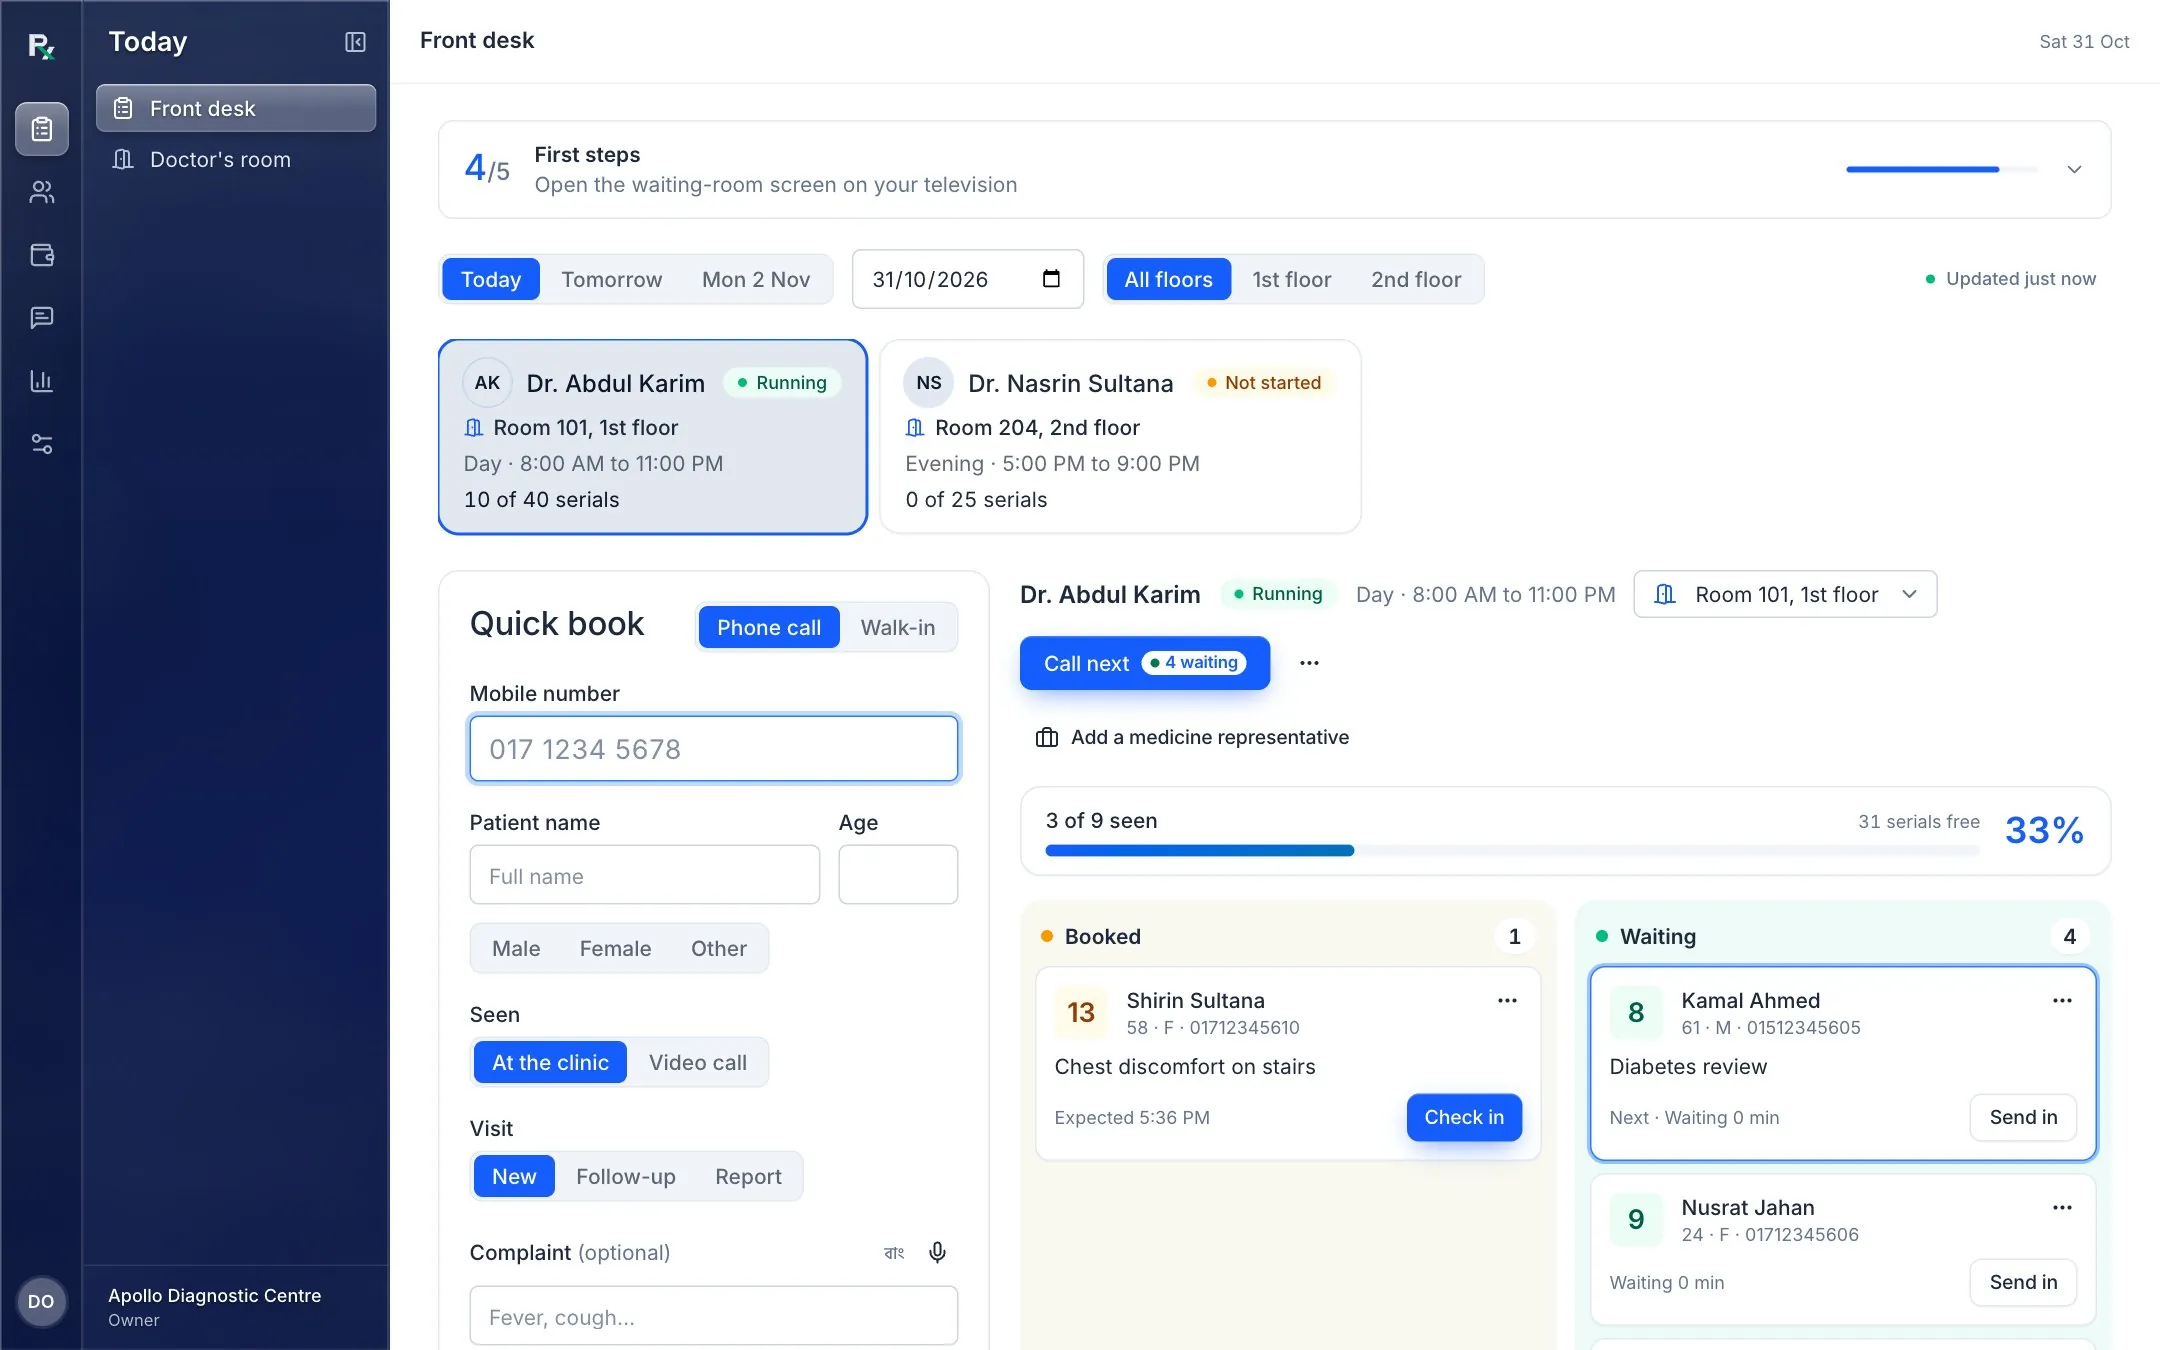 Rx
Today
Front desk
Doctor's room
Apollo Diagnostic Centre
Owner
DO
Front desk
Sat 31 Oct
4/5
First steps
Open the waiting-room screen on your television
Today
Tomorrow
Mon 2 Nov
31/10/2026
All floors
1st floor
2nd floor
Updated just now
AK
Dr. Abdul Karim
Running
Room 101, 1st floor
Day · 8:00 AM to 11:00 PM
10 of 40 serials
NS
Dr. Nasrin Sultana
Not started
Room 204, 2nd floor
Evening · 5:00 PM to 9:00 PM
0 of 25 serials
Quick book
Phone call
Walk-in
Mobile number
017 1234 5678
Patient name
Age
Full name
Male
Female
Other
Seen
At the clinic
Video call
Visit
New
Follow-up
Report
Complaint (optional)
বাং
Fever, cough...
Dr. Abdul Karim
Running
Day · 8:00 AM to 11:00 PM
Room 101, 1st floor
Call next
4 waiting
Add a medicine representative
3 of 9 seen
31 serials free
33%
Booked
1
13
Shirin Sultana
58 · F · 01712345610
Chest discomfort on stairs
Expected 5:36 PM
Check in
Waiting
4
8
Kamal Ahmed
61 · M · 01512345605
Diabetes review
Next · Waiting 0 min
Send in
9
Nusrat Jahan
24 · F · 01712345606
Waiting 0 min
Send in